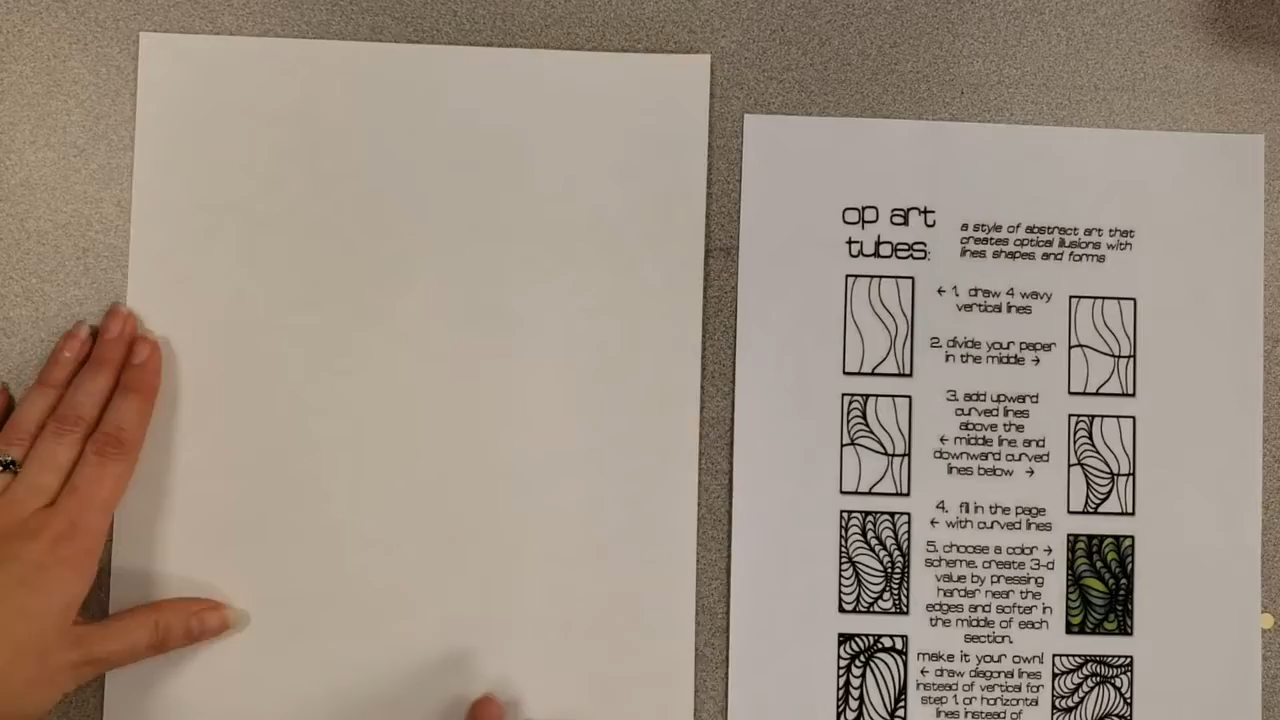 op art
tubes:
a style of abstract art that
creates optical illusions with
lines, shapes, and forms
← 1. draw 4 wavy
vertical lines
2. divide your paper
in the middle →
3. add upward
curved lines
above the
← middle line, and
downward curved
lines below →
4. fill in the page
← with curved lines
5. choose a color →
scheme. create 3-d
value by pressing
harder near the
edges and softer in
the middle of each
section.
make it your own!
← draw diagonal lines
instead of vertical for
step 1, or horizontal
lines instead of